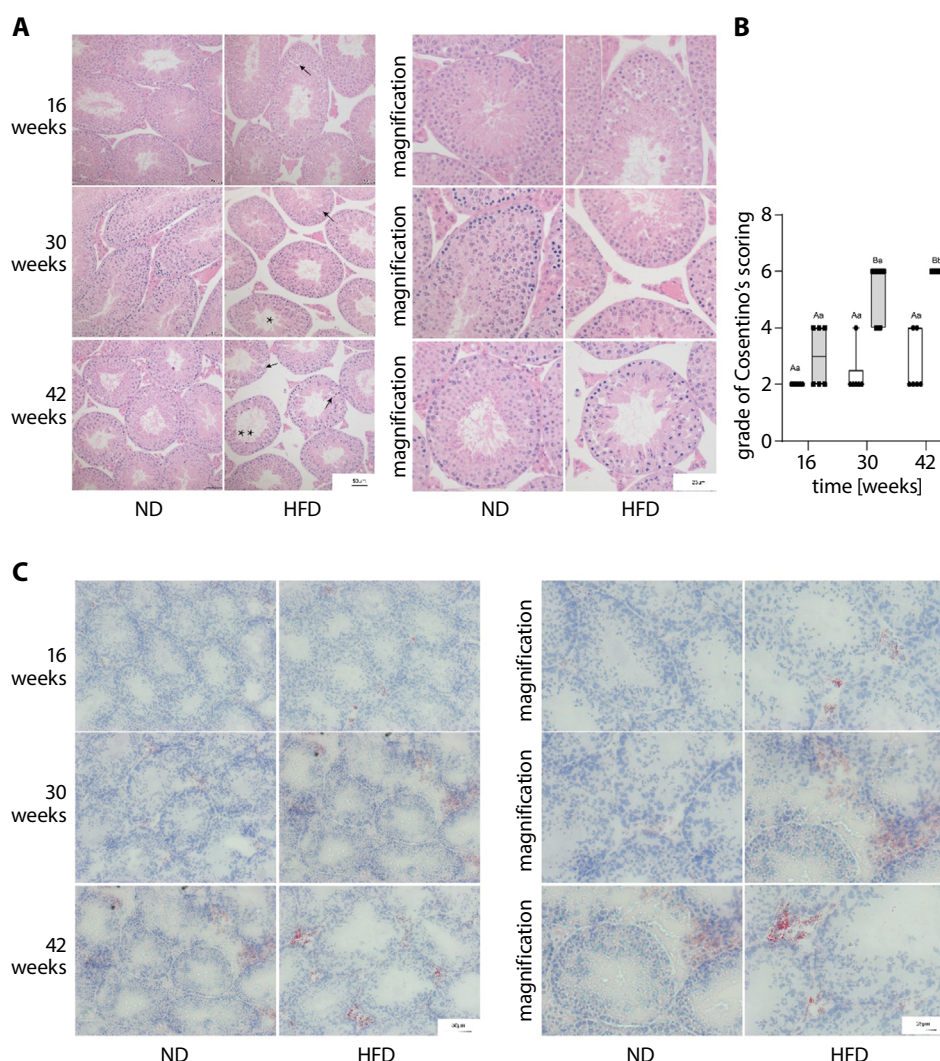 A
16
weeks
30
weeks
42
weeks
magnification
magnification
magnification
50µm
25µm
ND
HFD
ND
HFD
B
grade of Cosentino's scoring
8
6
4
2
0
Aa
Aa
Aa
Ba
Aa
16
30
42
time [weeks]
C
16
weeks
30
weeks
42
weeks
magnification
magnification
magnification
ND
HFD
ND
HFD